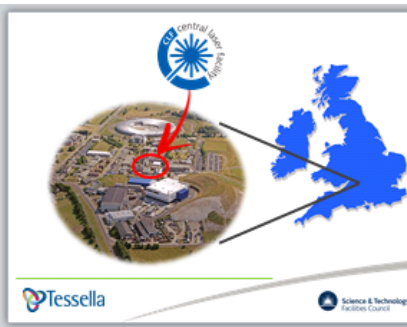 CLF central laser facility
Tessella
Science & Technology
Facilities Council